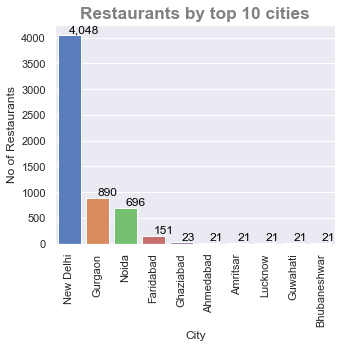 Restaurants by top 10 cities
No of Restaurants
4000
3500
3000
2500
2000
1500
1000
500
0
4,048
890
696
151
23
21
21
21
21
21
New Delhi
Gurgaon
Noida
Faridabad
Ghaziabad
Ahmedabad
Amritsar
Lucknow
Guwahati
Bhubaneshwar
City